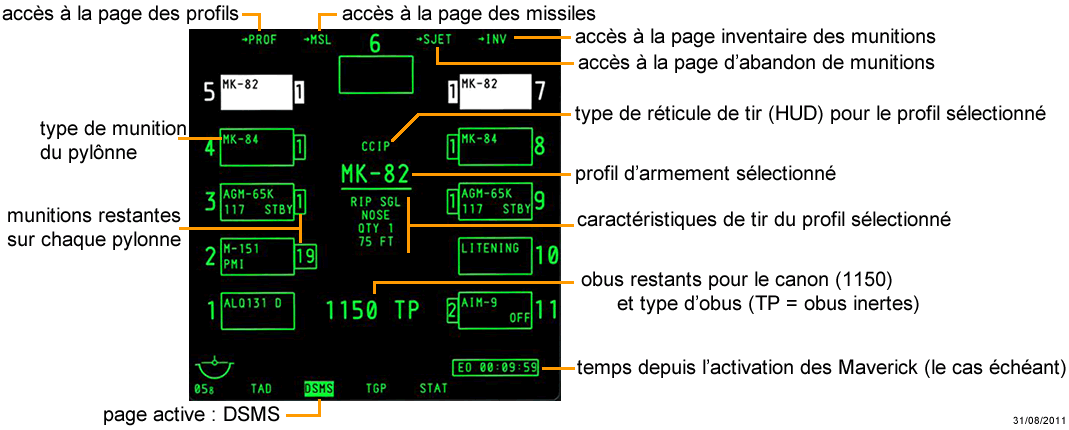 accès à la page des profils
accès à la page des missiles
→PROF →MSL 6 →SJET →INV
accès à la page inventaire des munitions
accès à la page d'abandon de munitions
5 MK-82 1
1 MK-82 7
type de réticule de tir (HUD) pour le profil sélectionné
type de munition
du pylônne
4 MK-84 1
CCIP
1 MK-84 8
MK-82
profil d'armement sélectionné
3 AGM-65K 1
117 STBY
RIP SGL
NOSE
QTY 1
75 FT
1 AGM-65K 9
117 STBY
caractéristiques de tir du profil sélectionné
munitions restantes
sur chaque pylonne
2 M-151 19
PMI
LITENING 10
obus restants pour le canon (1150)
et type d'obus (TP = obus inertes)
1 ALQ131 D
1150 TP
2 AIM-9 11
OFF
EO 00:09:59
temps depuis l'activation des Maverick (le cas échéant)
058 TAD DSMS TGP STAT
page active : DSMS
31/08/2011